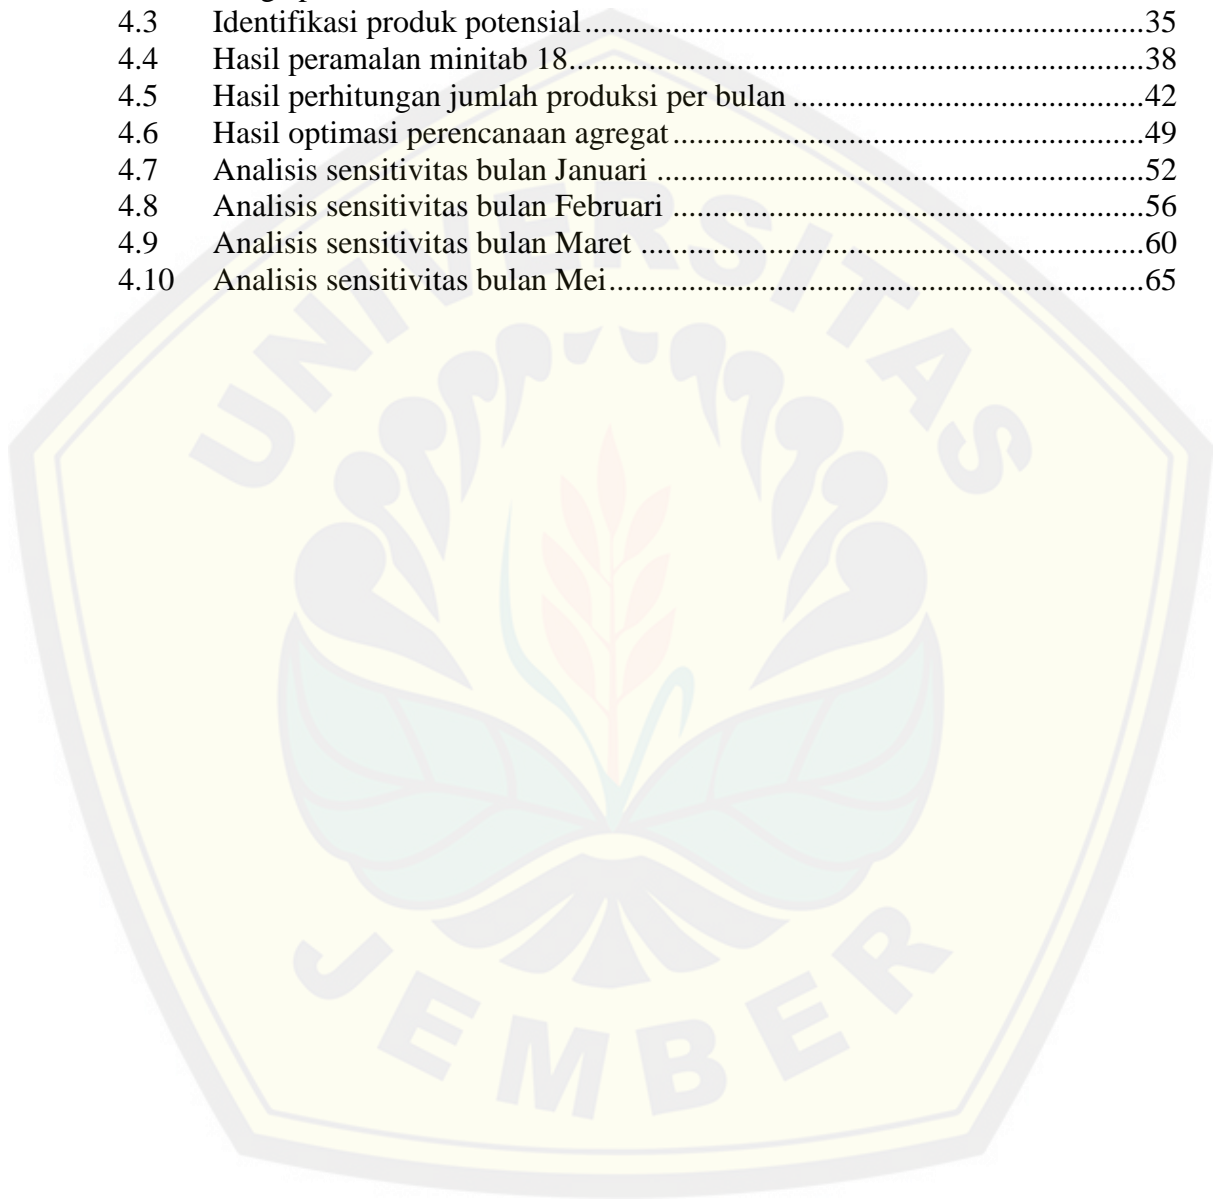 4.3 Identifikasi produk potensial....................................................................35
4.4 Hasil peramalan minitab 18......................................................................38
4.5 Hasil perhitungan jumlah produksi per bulan ..........................................42
4.6 Hasil optimasi perencanaan agregat.........................................................49
4.7 Analisis sensitivitas bulan Januari ...........................................................52
4.8 Analisis sensitivitas bulan Februari .........................................................56
4.9 Analisis sensitivitas bulan Maret .............................................................60
4.10 Analisis sensitivitas bulan Mei.................................................................65
UNIVERSITAS
JEMBER